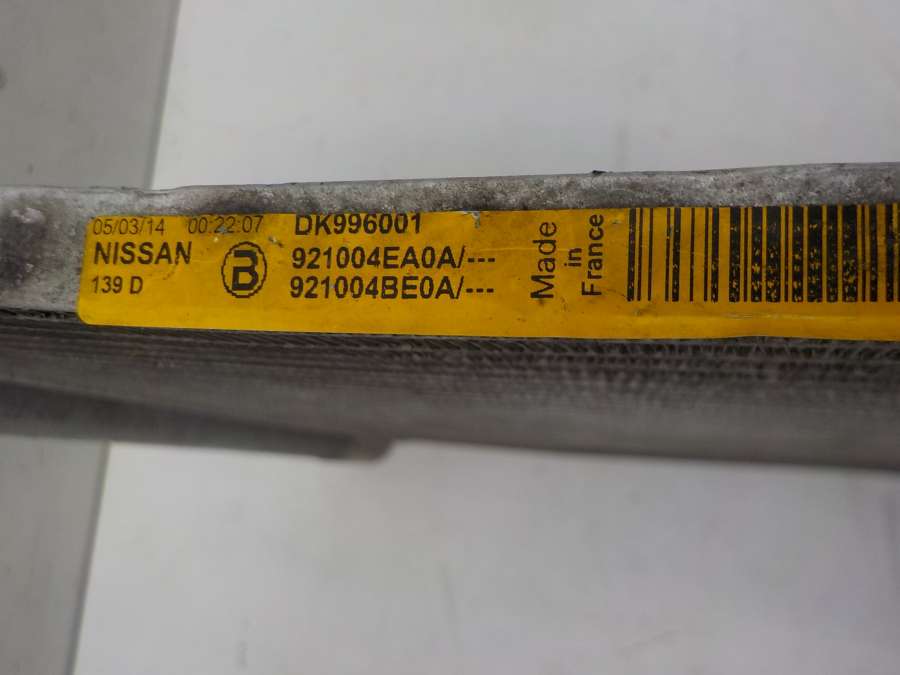 05/03/14 00:22:07 DK996001
NISSAN B 921004EA0A/---
139 D 921004BE0A/---
Made
in
France